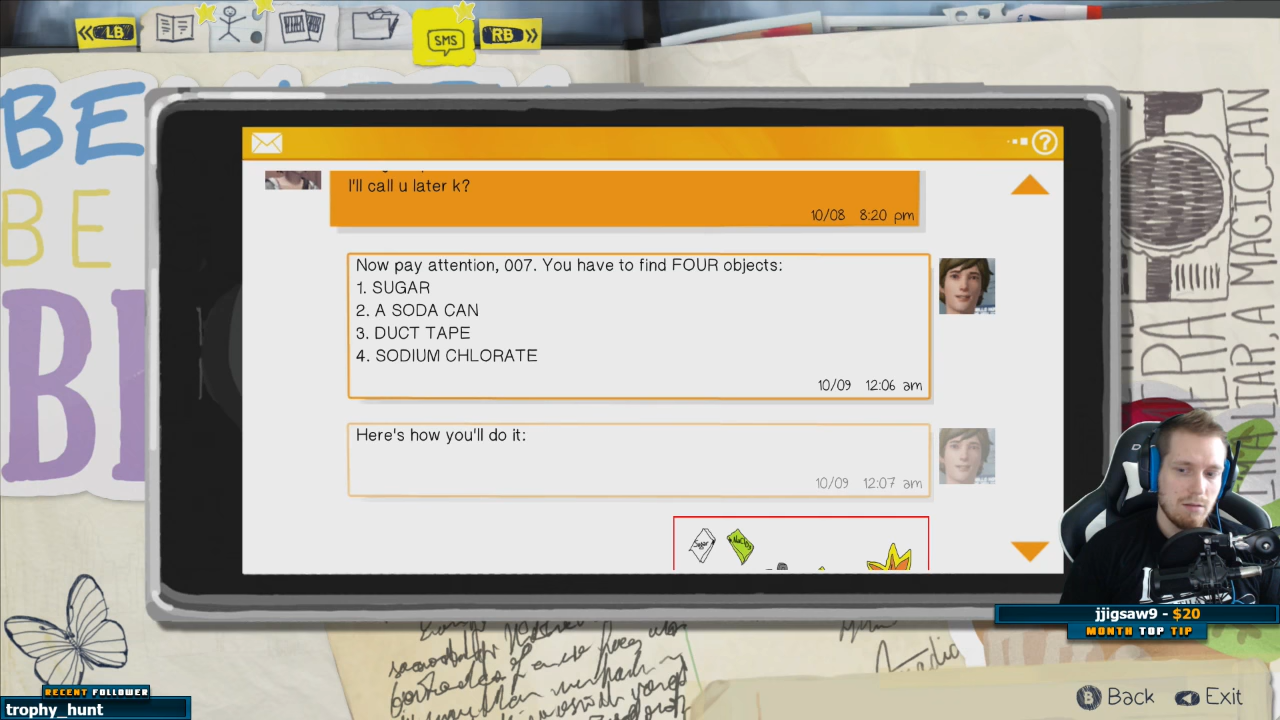 LB
SMS
RB
BE
BE
I'll call u later k?
10/08 8:20 pm
Now pay attention, 007. You have to find FOUR objects:
1. SUGAR
2. A SODA CAN
3. DUCT TAPE
4. SODIUM CHLORATE
10/09 12:06 am
Here's how you'll do it:
10/09 12:07 am
Sugar
LIAR, A MAGICIAN
jjigsaw9 - $20
MONTH TOP TIP
RECENT FOLLOWER
trophy_hunt
B Back
Exit